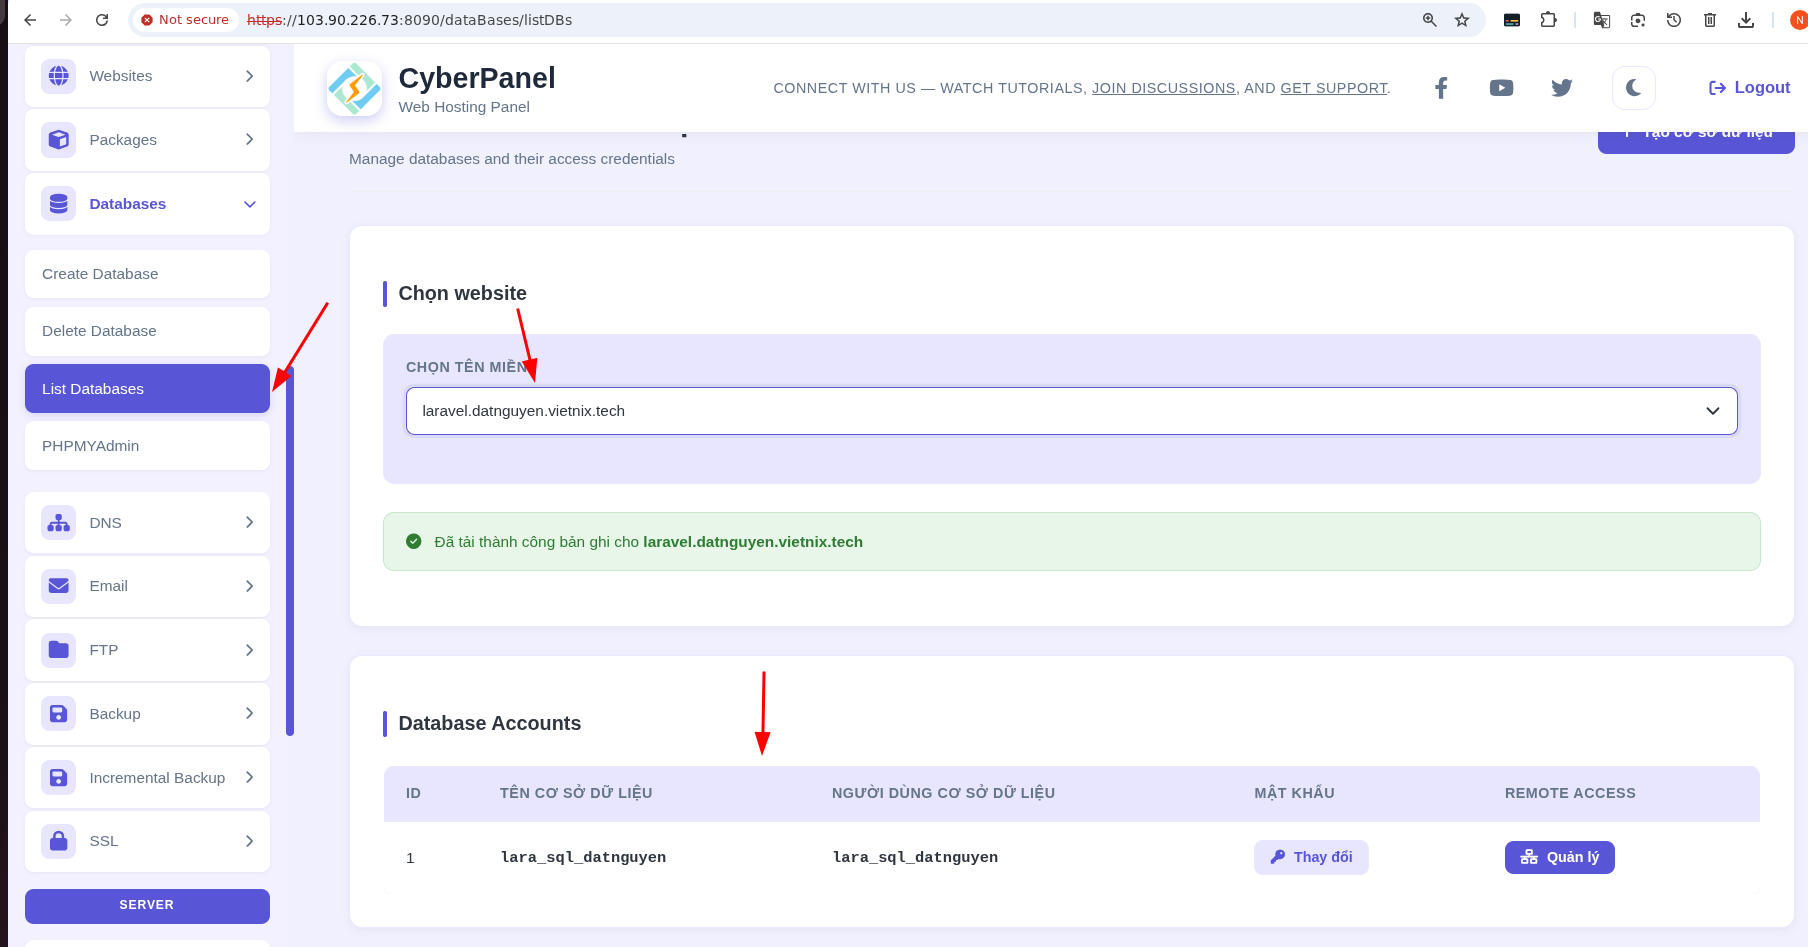 Not secure
https://103.90.226.73:8090/dataBases/listDBs
N
Websites
Packages
Databases
Create Database
Delete Database
List Databases
PHPMYAdmin
DNS
Email
FTP
Backup
Incremental Backup
SSL
SERVER
CyberPanel
Web Hosting Panel
CONNECT WITH US — WATCH TUTORIALS, JOIN DISCUSSIONS, AND GET SUPPORT.
Logout
Tạo cơ sở dữ liệu
Manage databases and their access credentials
Chọn website
CHỌN TÊN MIỀN
laravel.datnguyen.vietnix.tech
Đã tải thành công bản ghi cho laravel.datnguyen.vietnix.tech
Database Accounts
ID TÊN CƠ SỞ DỮ LIỆU NGƯỜI DÙNG CƠ SỞ DỮ LIỆU MẬT KHẨU REMOTE ACCESS
1 lara_sql_datnguyen lara_sql_datnguyen Thay đổi Quản lý